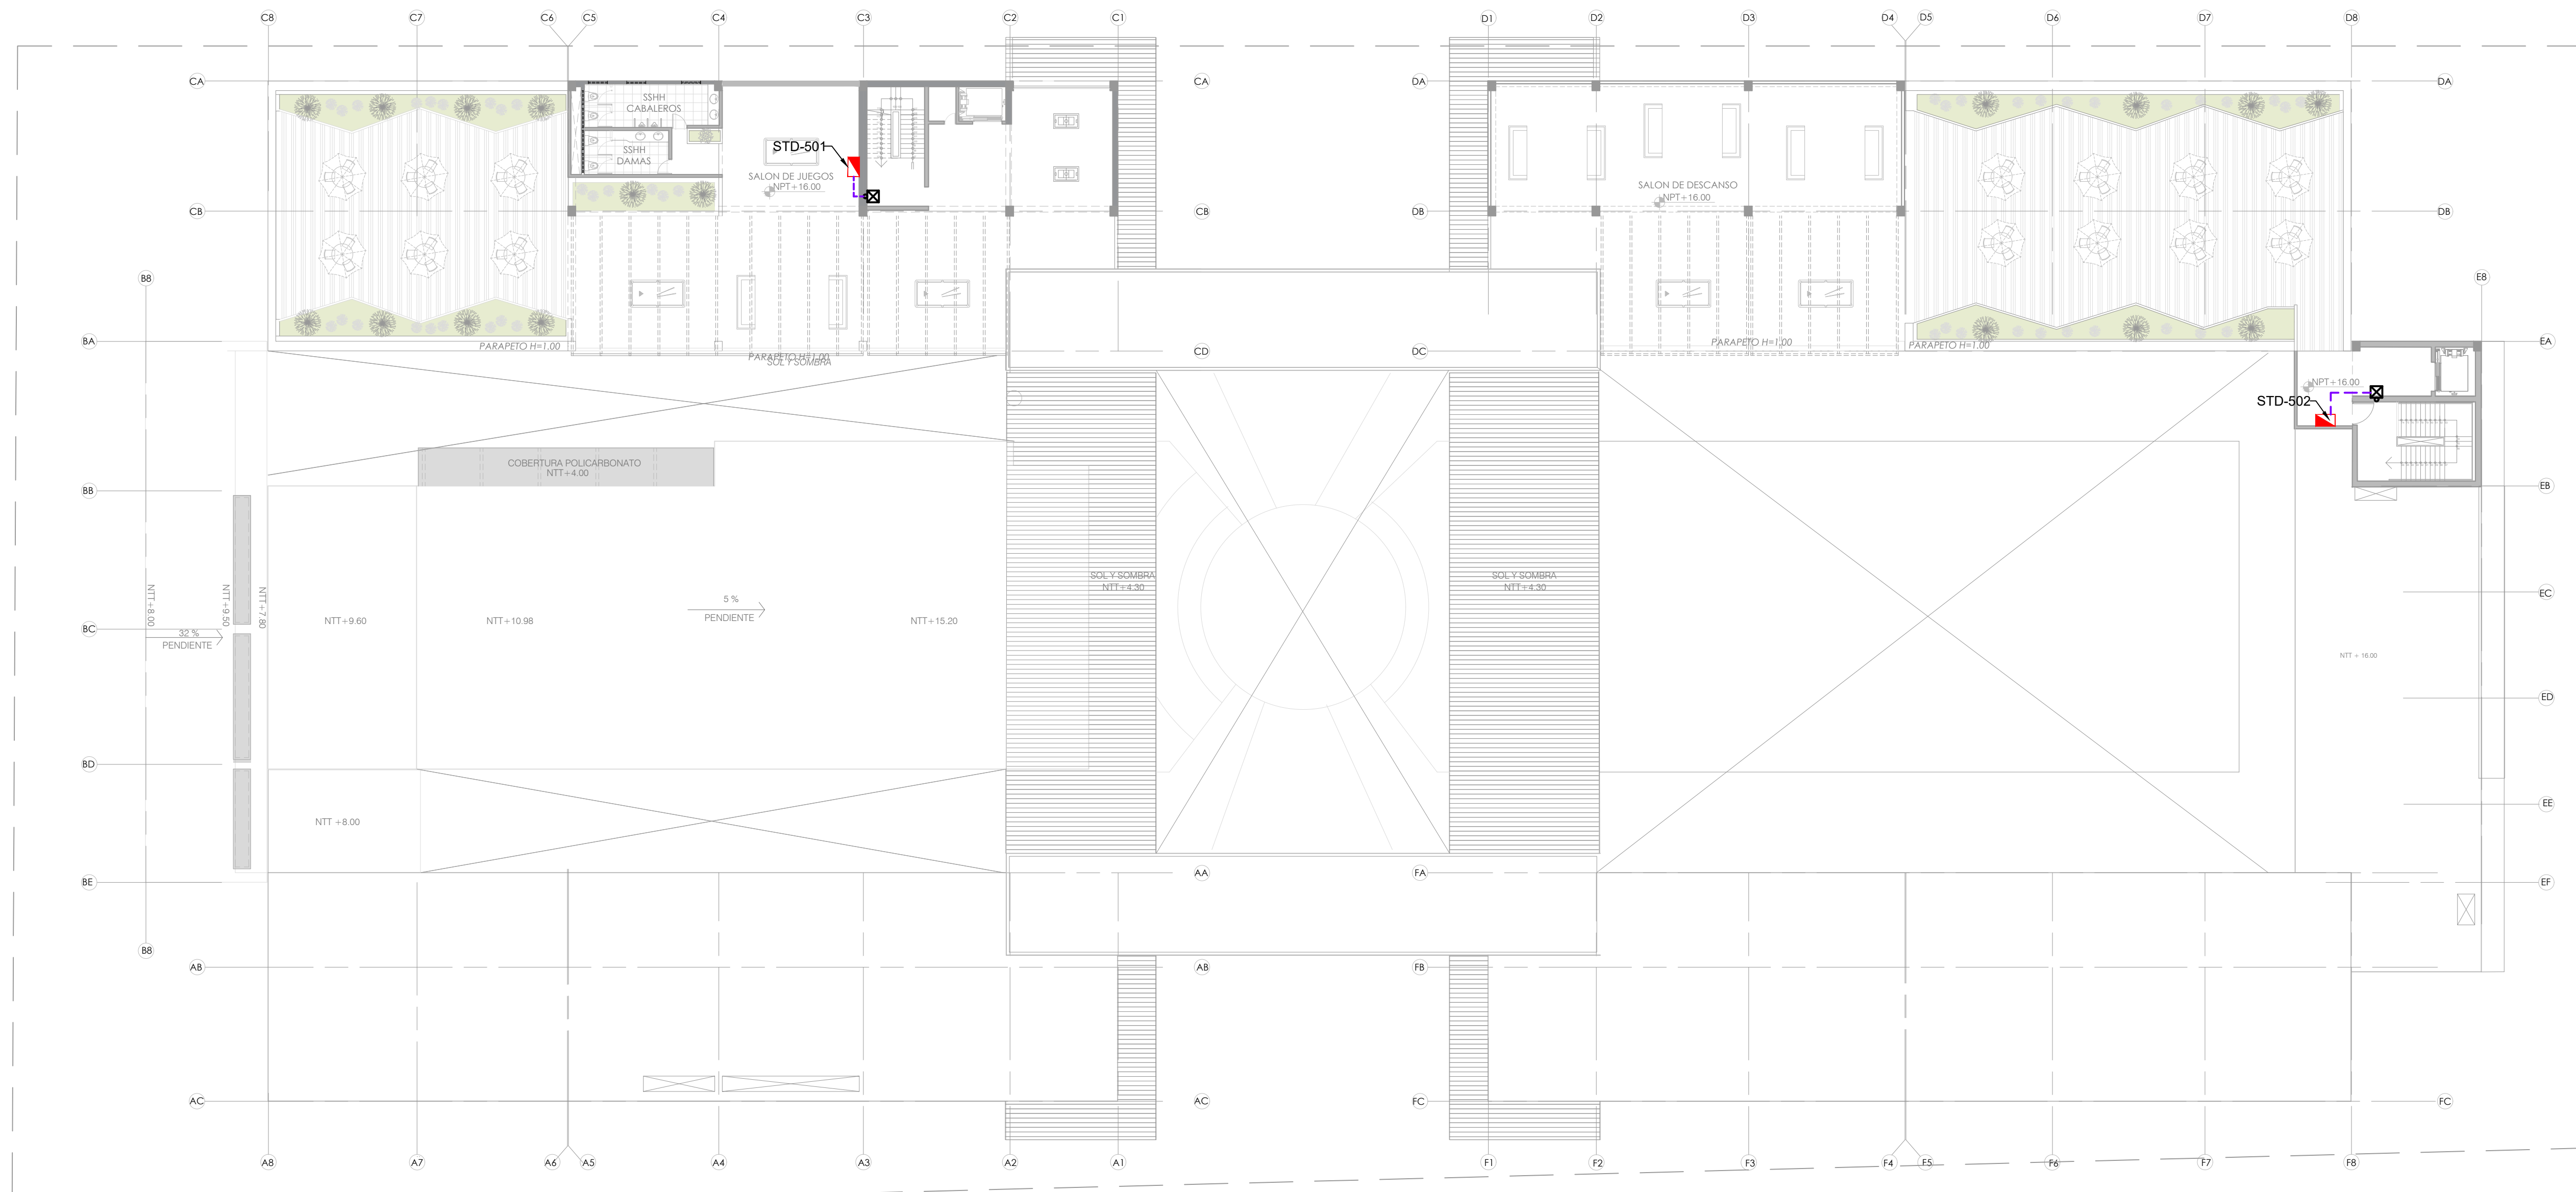 C8 C7 C6 C5 C4 C3 C2 C1 D1 D2 D3 D4 D5 D6 D7 D8
CA CA DA DA
SSHH
CABALEROS
STD-501
SSHH
DAMAS
SALON DE JUEGOS
NPT+16.00
SALON DE DESCANSO
NPT+16.00
CB CB DB DB
B8 E8
BA EA
PARAPETO H=1.00
PARAPETO H=1.00
SOL Y SOMBRA
PARAPETO H=1.00
PARAPETO H=1.00
CD DC
NPT+16.00
STD-502
COBERTURA POLICARBONATO
NTT+4.00
BB EB
SOL Y SOMBRA
NTT+4.30
SOL Y SOMBRA
NTT+4.30
EC
NTT+8.00
NTT+9.50
NTT+7.80
5 %
PENDIENTE
NTT+9.60
NTT+10.98
NTT+15.20
BC
32 %
PENDIENTE
NTT + 16.00
ED
BD
EE
NTT +8.00
BE AA FA EF
B8
AB AB FB
AC AC FC FC
A8 A7 A6 A5 A4 A3 A2 A1 F1 F2 F3 F4 F5 F6 F7 F8